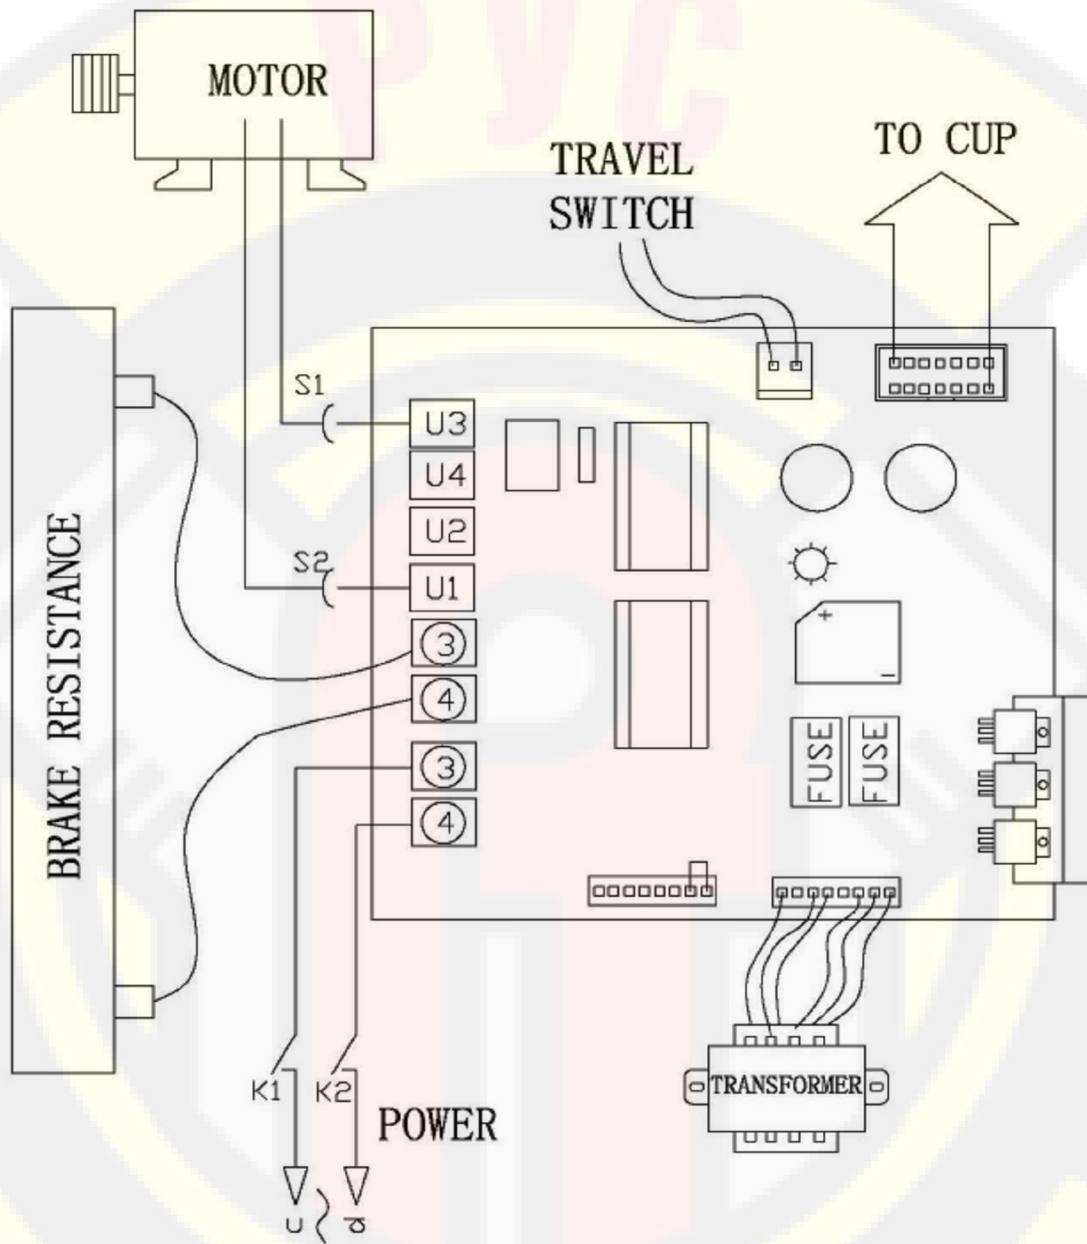 РУС
MOTOR
TRAVEL
SWITCH
TO CUP
S1
U3
U4
U2
S2
U1
3
4
3
4
BRAKE RESISTANCE
+
−
FUSE
FUSE
K1
K2
POWER
TRANSFORMER